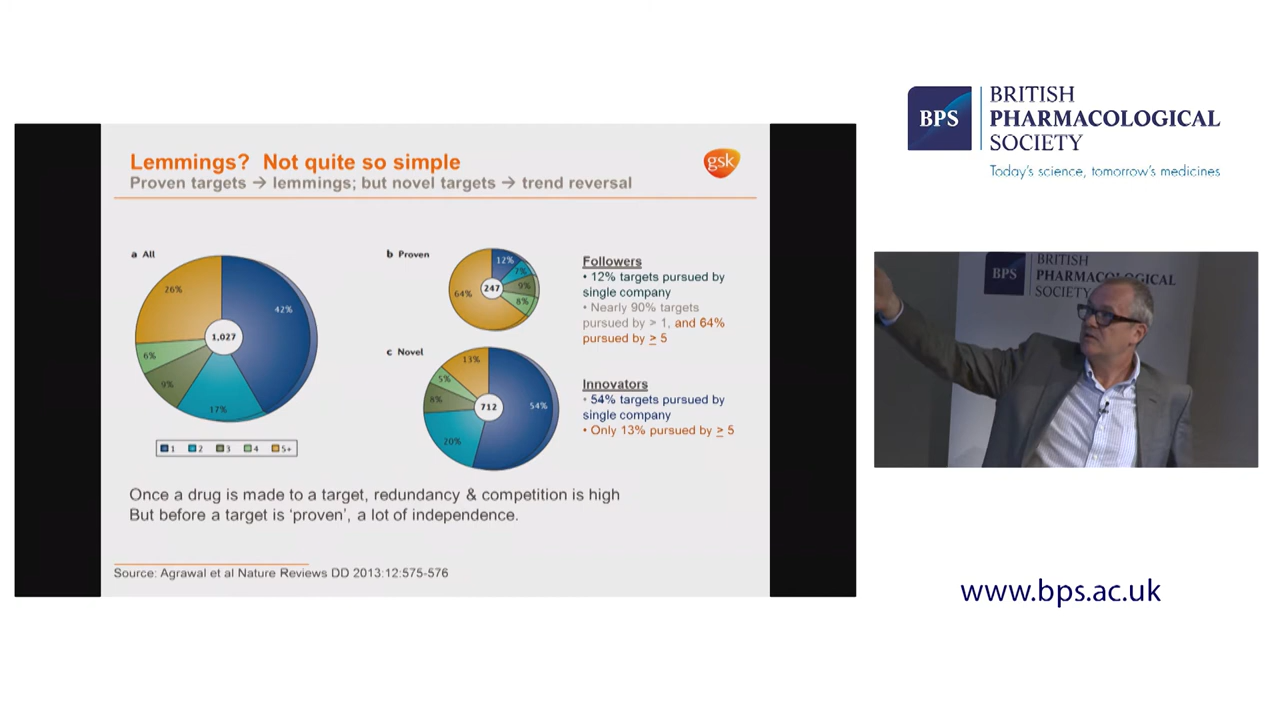 Lemmings? Not quite so simple
Proven targets → lemmings; but novel targets → trend reversal
gsk
a All
26%
42%
1,027
6%
9%
17%
1 2 3 4 5+
b Proven
12%
7%
9%
8%
64%
247
c Novel
13%
5%
8%
54%
712
20%
Followers
• 12% targets pursued by
single company
• Nearly 90% targets
pursued by > 1, and 64%
pursued by ≥ 5
Innovators
• 54% targets pursued by
single company
• Only 13% pursued by ≥ 5
Once a drug is made to a target, redundancy & competition is high
But before a target is ‘proven’, a lot of independence.
Source: Agrawal et al Nature Reviews DD 2013:12:575-576
BPS
BRITISH
PHARMACOLOGICAL
SOCIETY
Today's science, tomorrow's medicines
BPS
BRITISH
PHARMACOLOGICAL
SOCIETY
www.bps.ac.uk